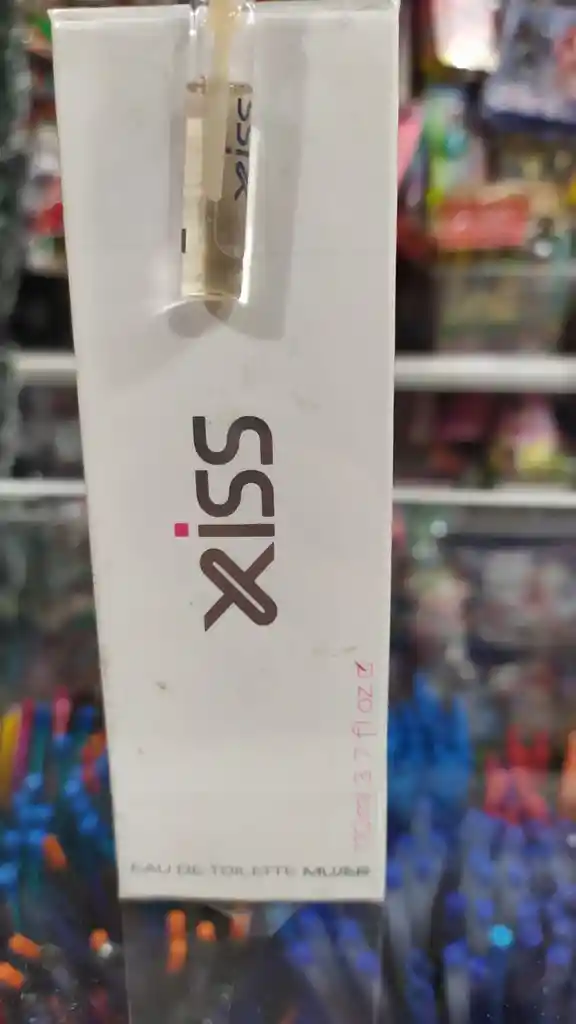 xiss
xiss
110ml/3 7 fl oz
EAU DE TOILETTE MUJER